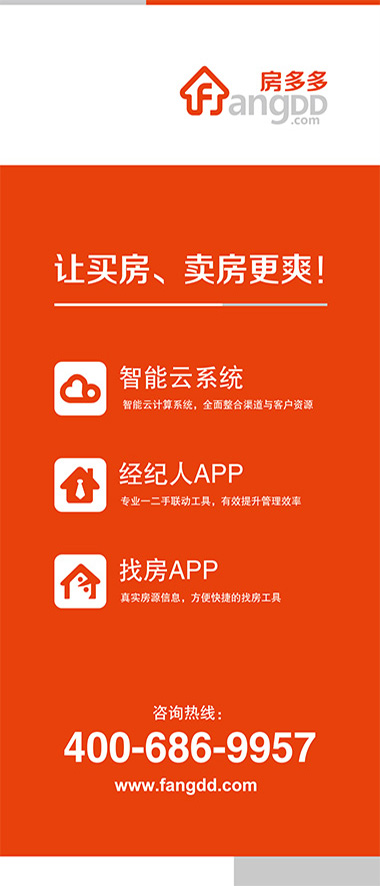 房多多
Fangdd
.com
让买房、卖房更爽！
智能云系统
智能云计算系统，全面整合渠道与客户资源
经纪人APP
专业一二手联动工具，有效提升管理效率
找房APP
真实房源信息，方便快捷的找房工具
咨询热线：
400-686-9957
www.fangdd.com